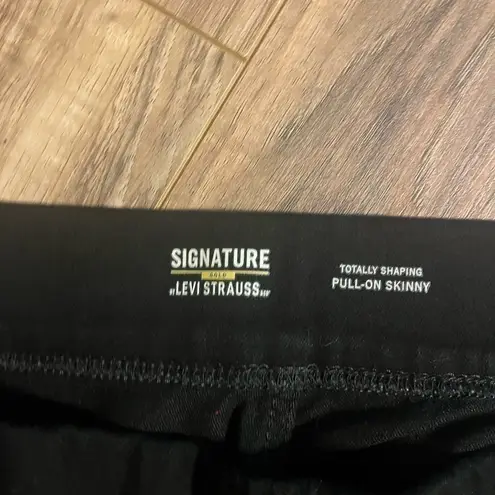 SIGNATURE
GOLD
BY LEVI STRAUSS & CO.
TOTALLY SHAPING
PULL-ON SKINNY